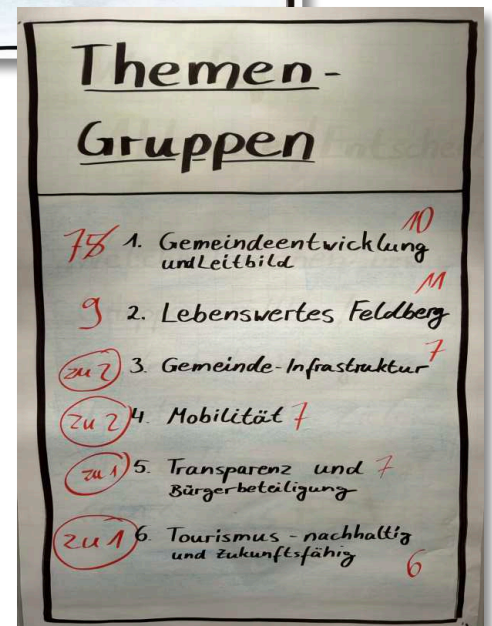 Themen-
Gruppen
10
7 1. Gemeindeentwicklung
und Leitbild
11
9 2. Lebenswertes Feldberg
zu 2 3. Gemeinde-Infrastruktur 7
zu 2 4. Mobilität 7
zu 1 5. Transparenz und 7
Bürgerbeteiligung
zu 1 6. Tourismus - nachhaltig
und zukunftsfähig 6